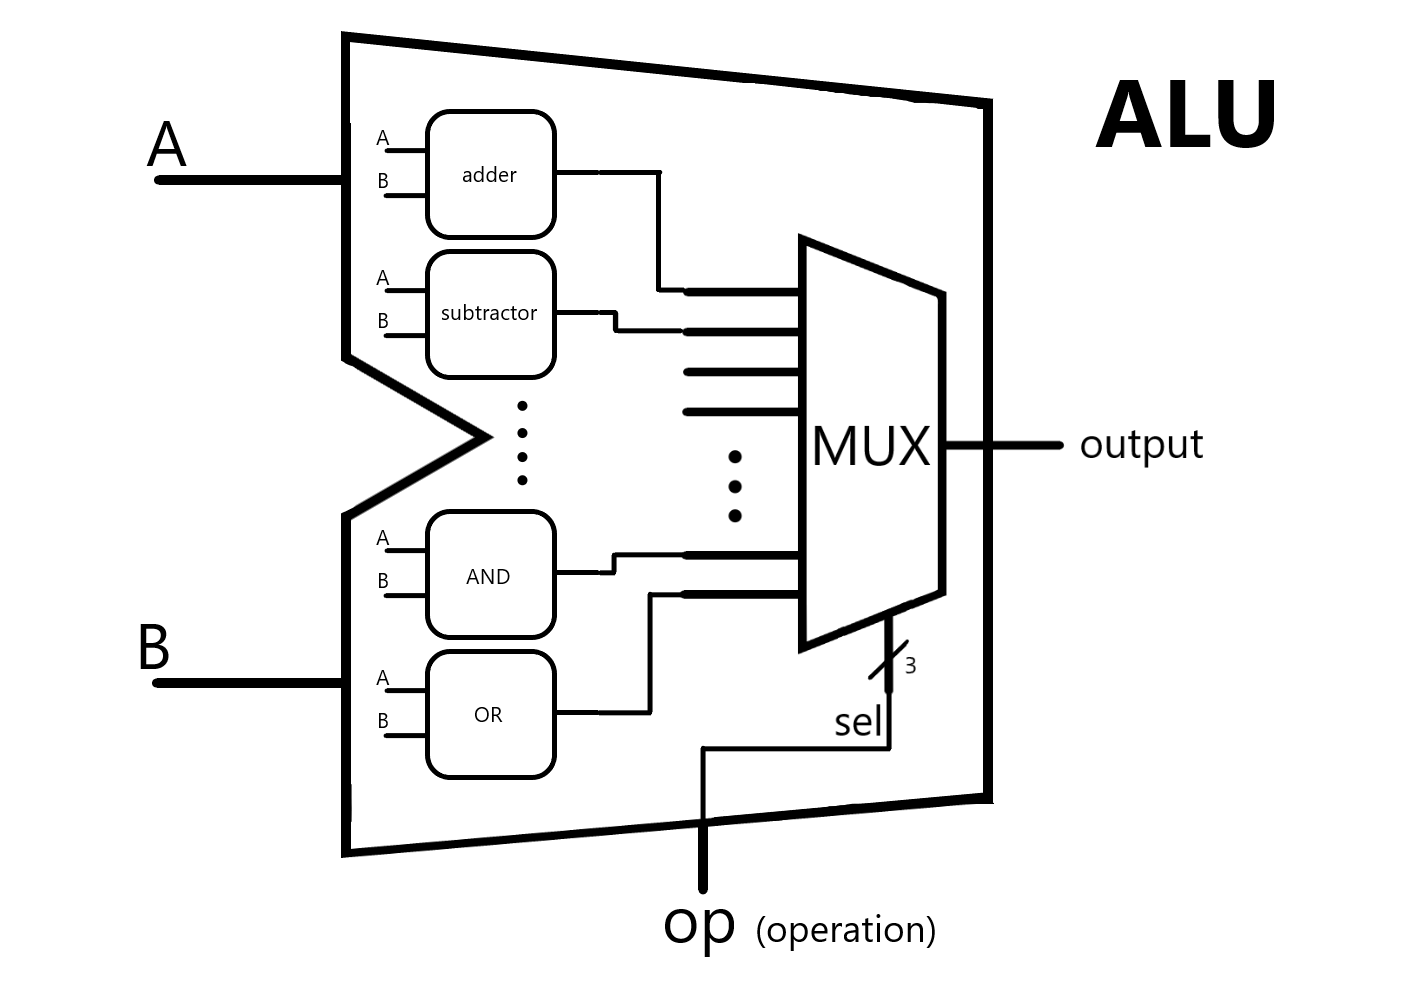 ALU
A
A
B
adder
A
B
subtractor
MUX
output
A
B
AND
B
A
B
OR
3
sel
op (operation)